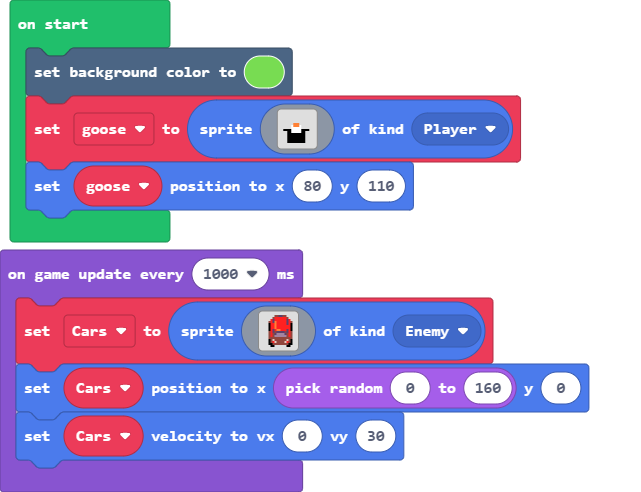 on start
set background color to
set goose to sprite of kind Player
set goose position to x 80 y 110
on game update every 1000 ms
set Cars to sprite of kind Enemy
set Cars position to x pick random 0 to 160 y 0
set Cars velocity to vx 0 vy 30